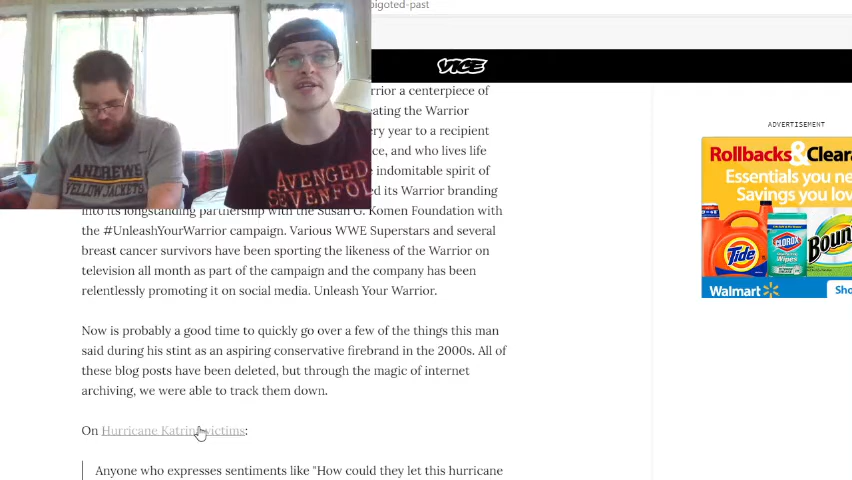 bigoted-past
VICE
rrior a centerpiece of
eating the Warrior
ery year to a recipient
ce, and who lives life
indomitable spirit of
ed its Warrior branding
into its longstanding partnership with the Susan G. Komen Foundation with
the #UnleashYourWarrior campaign. Various WWE Superstars and several
breast cancer survivors have been sporting the likeness of the Warrior on
television all month as part of the campaign and the company has been
relentlessly promoting it on social media. Unleash Your Warrior.
Now is probably a good time to quickly go over a few of the things this man
said during his stint as an aspiring conservative firebrand in the 2000s. All of
these blog posts have been deleted, but through the magic of internet
archiving, we were able to track them down.
On Hurricane Katrina victims:
Anyone who expresses sentiments like "How could they let this hurricane
ANDREWS
YELLOWJACKETS
AVENGED
SEVENFOL
ADVERTISEMENT
Rollbacks & Clear
Essentials you ne
Savings you lov
Tide
CLOROX
Wipes
Boun
Walmart
Sho